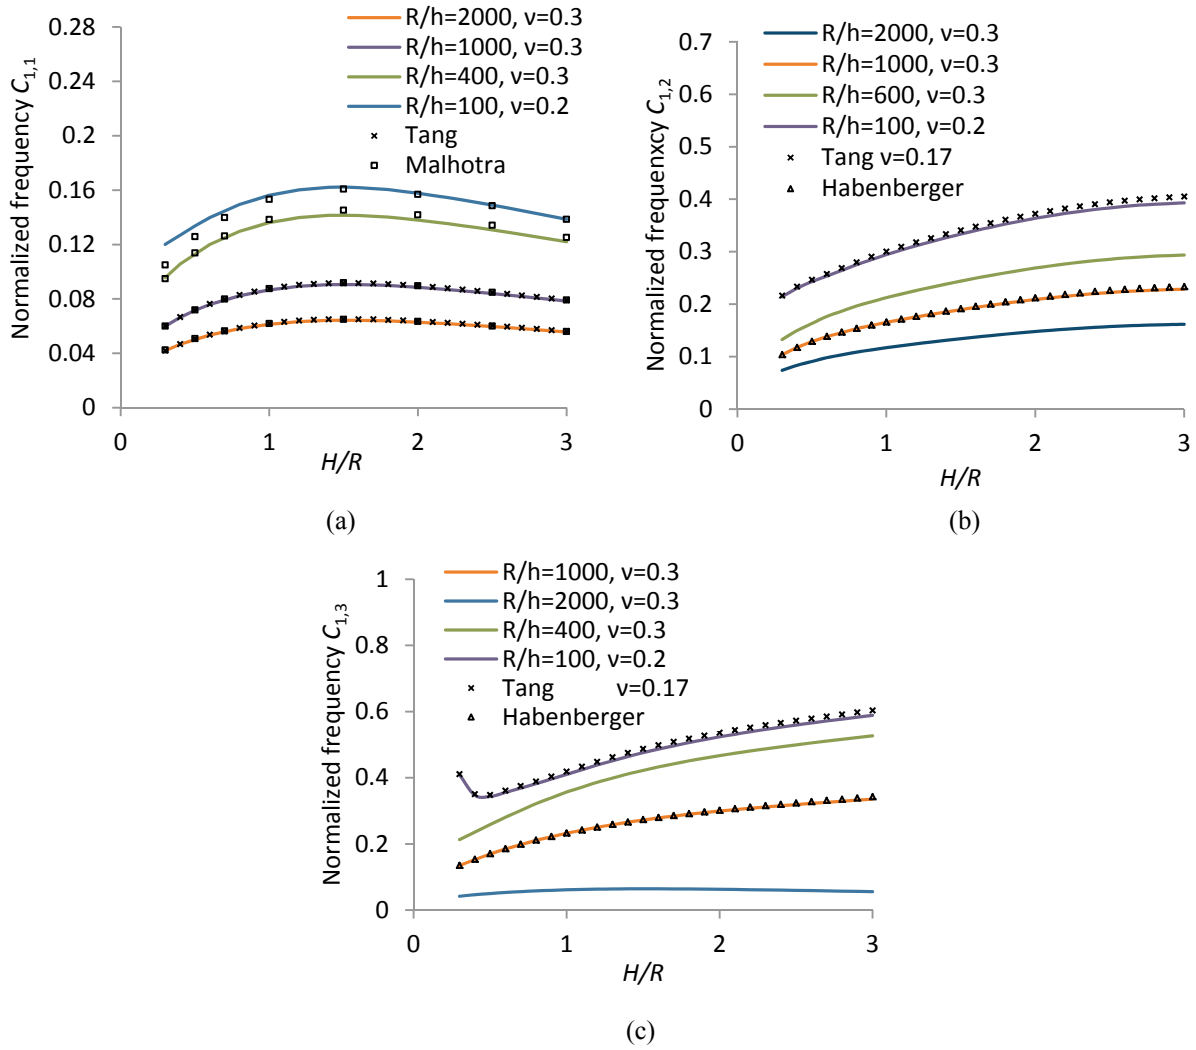 R/h=2000, ν=0.3
R/h=1000, ν=0.3
R/h=400, ν=0.3
R/h=100, ν=0.2
Tang
Malhotra
Normalized frequency C1,1
0.28
0.24
0.2
0.16
0.12
0.08
0.04
0
0 1 2 3
H/R
(a)
R/h=2000, ν=0.3
R/h=1000, ν=0.3
R/h=600, ν=0.3
R/h=100, ν=0.2
Tang ν=0.17
Habenberger
Normalized frequenxcy C1,2
0.7
0.6
0.5
0.4
0.3
0.2
0.1
0
0 1 2 3
H/R
(b)
R/h=1000, ν=0.3
R/h=2000, ν=0.3
R/h=400, ν=0.3
R/h=100, ν=0.2
Tang ν=0.17
Habenberger
Normalized frequency C1,3
1
0.8
0.6
0.4
0.2
0
0 1 2 3
H/R
(c)